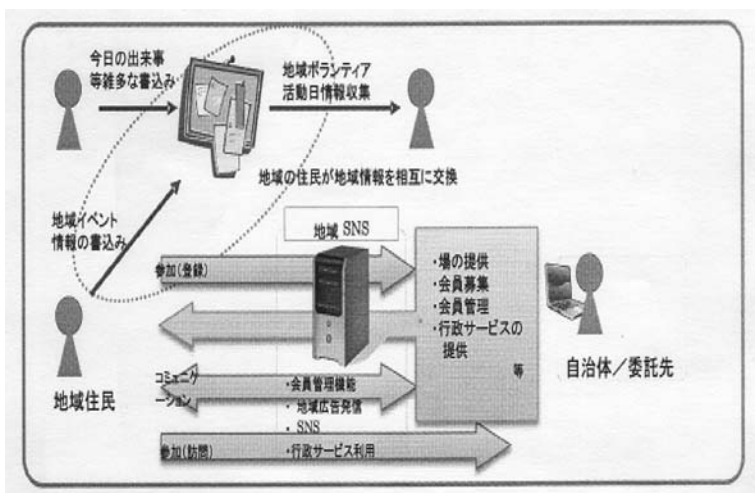 今日の出来事
等雑多な書込み
地域ボランティア
活動日情報収集
地域の住民が地域情報を相互に交換
地域イベント
情報の書込み
地域 SNS
参加(登録)
・場の提供
・会員募集
・会員管理
・行政サービスの
提供
等
自治体／委託先
地域住民
コミュニケ
ーション
・会員管理機能
・地域広告発信
・SNS
・行政サービス利用
参加(訪問)